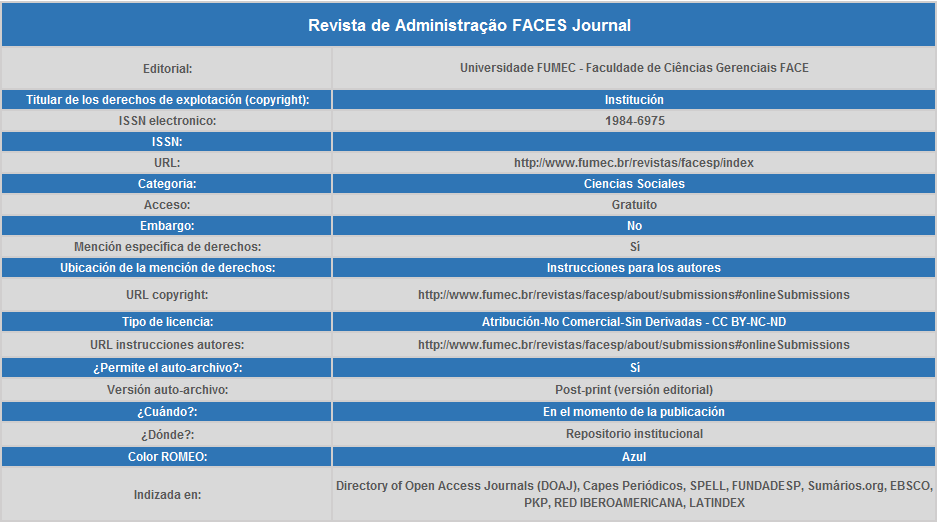 Revista de Administração FACES Journal
Editorial: Universidade FUMEC - Faculdade de Ciências Gerenciais FACE
Titular de los derechos de explotación (copyright): Institución
ISSN electronico: 1984-6975
ISSN:
URL: http://www.fumec.br/revistas/facesp/index
Categoria: Ciencias Sociales
Acceso: Gratuito
Embargo: No
Mención específica de derechos: Sí
Ubicación de la mención de derechos: Instrucciones para los autores
URL copyright: http://www.fumec.br/revistas/facesp/about/submissions#onlineSubmissions
Tipo de licencia: Atribución-No Comercial-Sin Derivadas - CC BY-NC-ND
URL instrucciones autores: http://www.fumec.br/revistas/facesp/about/submissions#onlineSubmissions
¿Permite el auto-archivo?: Sí
Versión auto-archivo: Post-print (versión editorial)
¿Cuándo?: En el momento de la publicación
¿Dónde?: Repositorio institucional
Color ROMEO: Azul
Indizada en: Directory of Open Access Journals (DOAJ), Capes Periódicos, SPELL, FUNDADESP, Sumários.org, EBSCO,
PKP, RED IBEROAMERICANA, LATINDEX